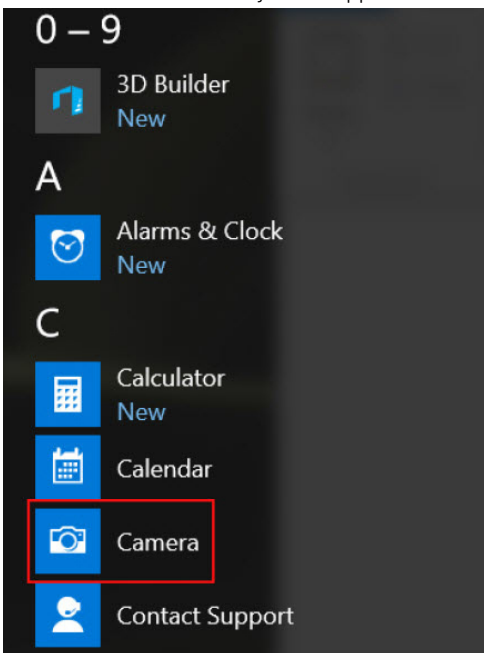 0 – 9
3D Builder
New
A
Alarms & Clock
New
C
Calculator
New
Calendar
Camera
Contact Support